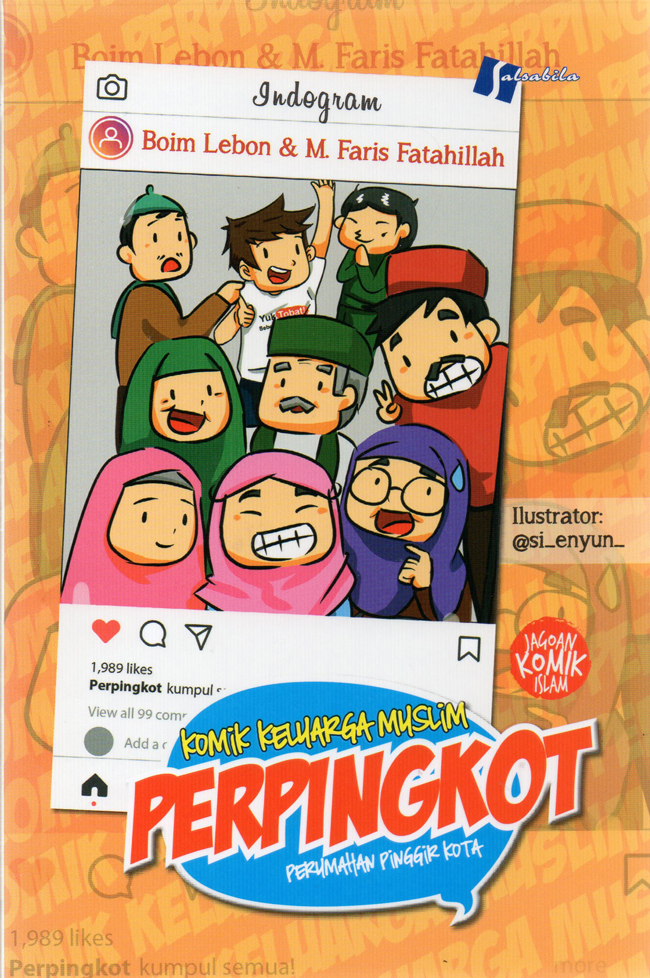 Indogram
Boim Lebon & M. Faris Fatahillah
Salsabila
Indogram
Boim Lebon & M. Faris Fatahillah
Yuk Tobat!
Ilustrator:
@si_enyun_
JAGOAN
KOMIK
ISLAM
1,989 likes
Perpingkot kumpul
View all 99
Add a
KOMIK KELUARGA MUSLIM
PERPINGKOT
PERUMAHAN PINGGIR KOTA
1,989 likes
Perpingkot kumpul semua!
more